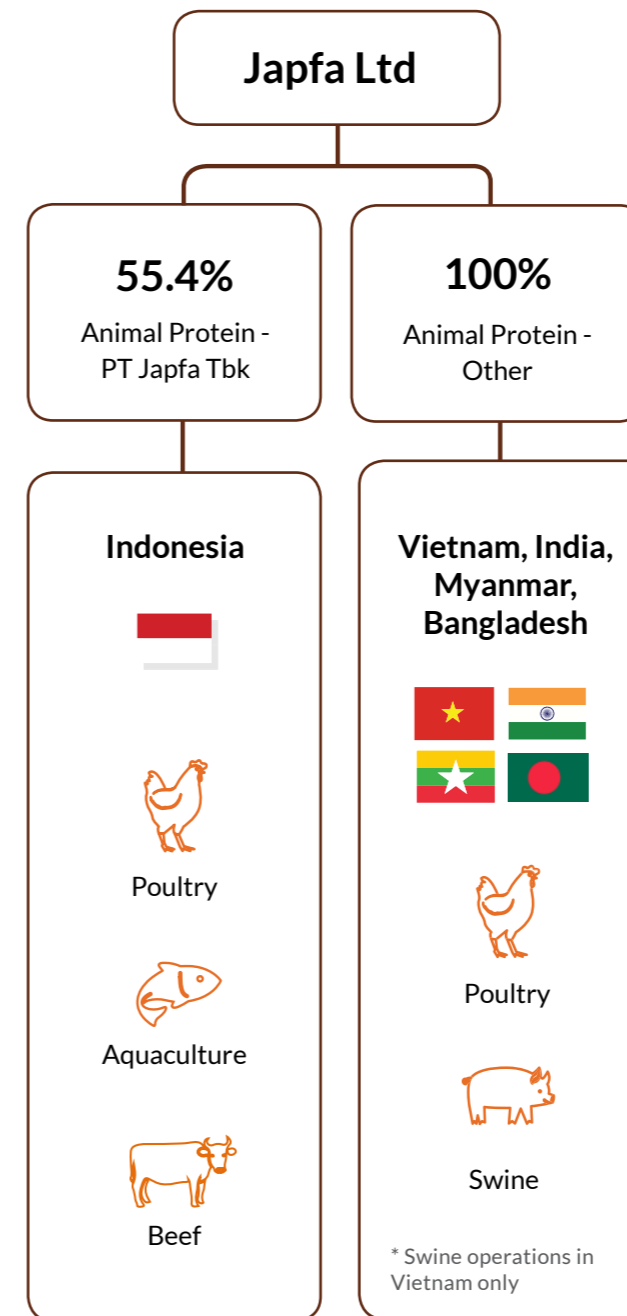 Japfa Ltd
55.4%
Animal Protein -
PT Japfa Tbk
100%
Animal Protein -
Other
Indonesia
Poultry
Aquaculture
Beef
Vietnam, India,
Myanmar,
Bangladesh
Poultry
Swine
* Swine operations in
Vietnam only